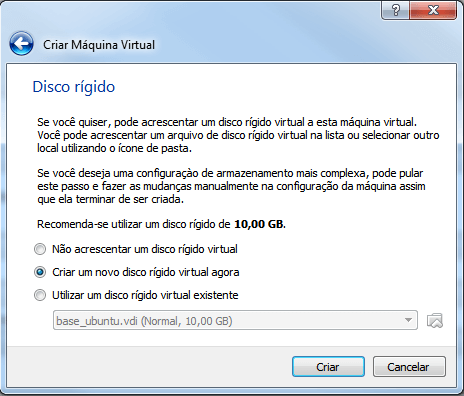 Criar Máquina Virtual
Disco rígido
Se você quiser, pode acrescentar um disco rígido virtual a esta máquina virtual.
Você pode acrescentar um arquivo de disco rígido virtual na lista ou selecionar outro
local utilizando o ícone de pasta.
Se você deseja uma configuração de armazenamento mais complexa, pode pular
este passo e fazer as mudanças manualmente na configuração da máquina assim
que ela terminar de ser criada.
Recomenda-se utilizar um disco rígido de 10,00 GB.
Não acrescentar um disco rígido virtual
Criar um novo disco rígido virtual agora
Utilizar um disco rígido virtual existente
base_ubuntu.vdi (Normal, 10,00 GB)
Criar Cancelar